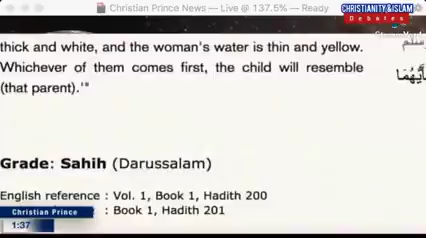 Christian Prince News — Live @ 137.5% — Ready
CHRISTIANITY&ISLAM
Debates
thick and white, and the woman's water is thin and yellow.
Whichever of them comes first, the child will resemble
(that parent).'"
Grade: Sahih (Darussalam)
English reference : Vol. 1, Book 1, Hadith 200
: Book 1, Hadith 201
Christian Prince
1:37